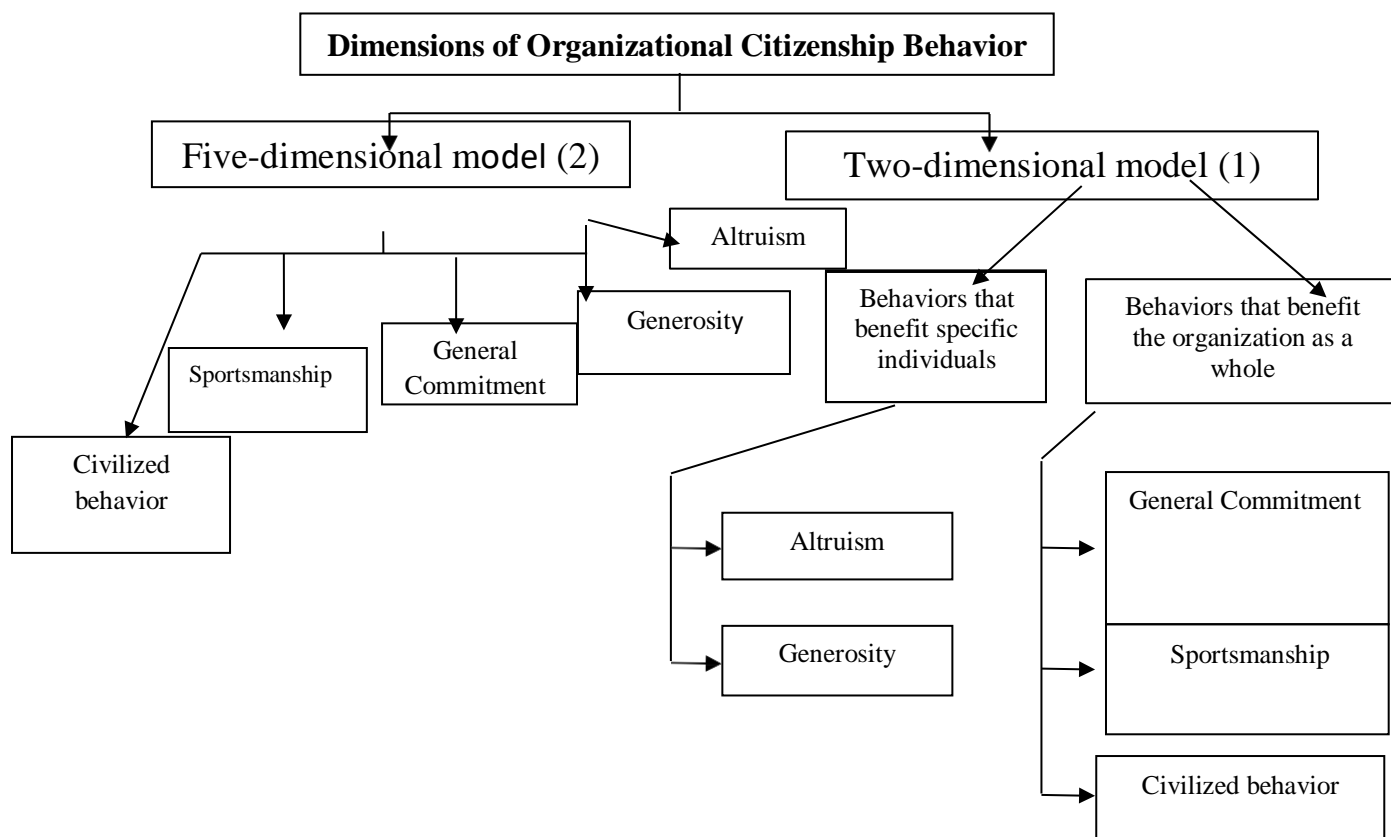 Dimensions of Organizational Citizenship Behavior
Five-dimensional model (2)
Two-dimensional model (1)
Altruism
Generosity
General
Commitment
Sportsmanship
Civilized
behavior
Behaviors that
benefit specific
individuals
Behaviors that benefit
the organization as a
whole
Altruism
Generosity
General Commitment
Sportsmanship
Civilized behavior